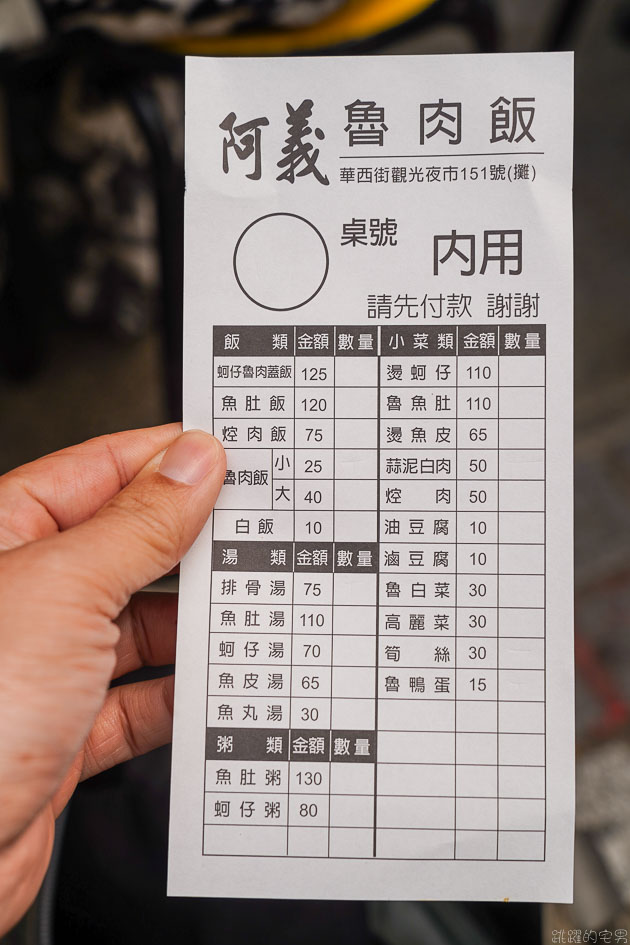 阿義
魯肉飯
華西街觀光夜市151號(攤)
桌號
內用
請先付款 謝謝
飯類 金額 數量
蚵仔魯肉蓋飯 125
魚肚飯 120
焢肉飯 75
魯肉飯 小 25
大 40
白飯 10
湯類 金額 數量
排骨湯 75
魚肚湯 110
蚵仔湯 70
魚皮湯 65
魚丸湯 30
粥類 金額 數量
魚肚粥 130
蚵仔粥 80
小菜類 金額 數量
燙蚵仔 110
魯魚肚 110
燙魚皮 65
蒜泥白肉 50
焢肉 50
油豆腐 10
滷豆腐 10
魯白菜 30
高麗菜 30
筍絲 30
魯鴨蛋 15
跳躍的宅男